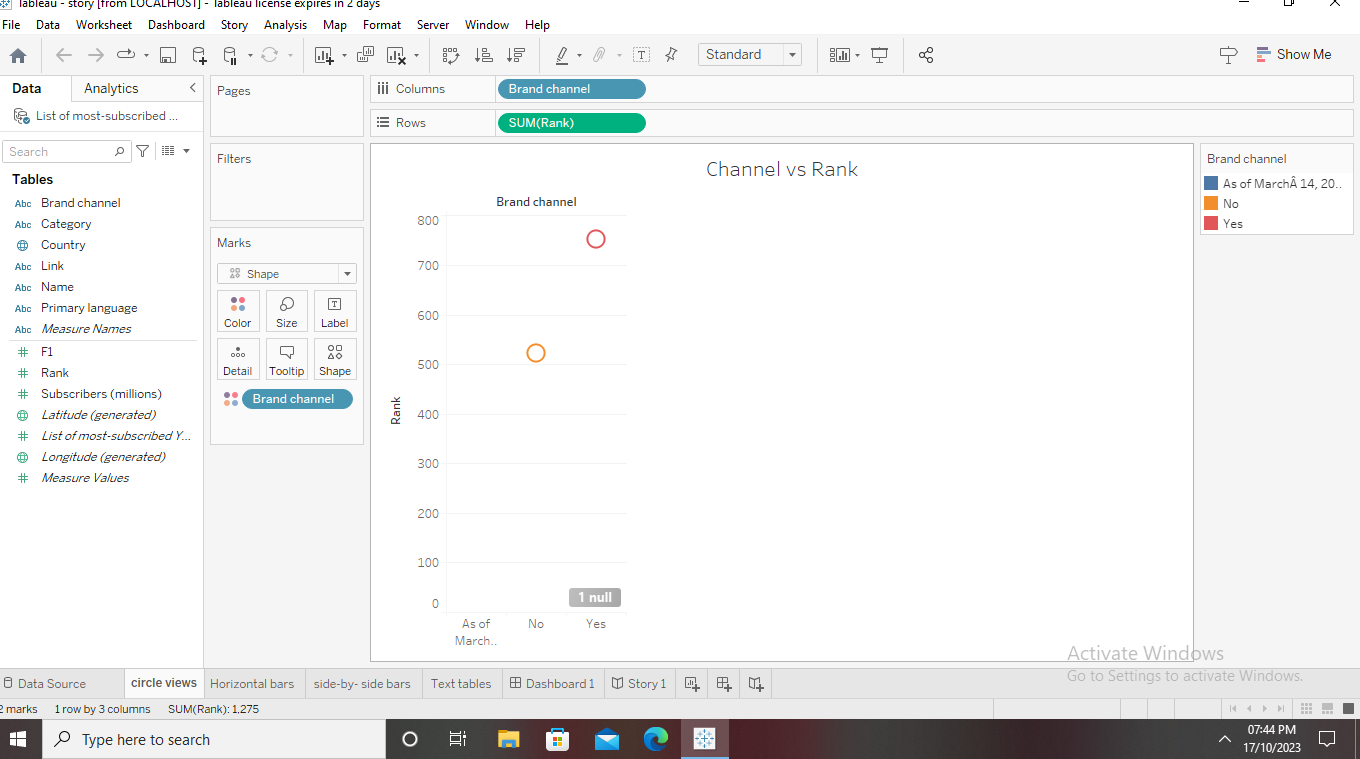 Tableau - story [from LOCALHOST] - Tableau license expires in 2 days
File Data Worksheet Dashboard Story Analysis Map Format Server Window Help
Standard
Show Me
Data Analytics
List of most-subscribed ...
Search
Tables
Abc Brand channel
Abc Category
Country
Abc Link
Abc Name
Abc Primary language
Abc Measure Names
# F1
# Rank
# Subscribers (millions)
Latitude (generated)
# List of most-subscribed Y...
Longitude (generated)
# Measure Values
Pages
Filters
Marks
Shape
Color Size Label
Detail Tooltip Shape
Brand channel
Columns Brand channel
Rows SUM(Rank)
Channel vs Rank
Brand channel
800
700
600
500
400
300
200
100
0
Rank
1 null
As of March.. No Yes
Brand channel
As of MarchÂ 14, 20..
No
Yes
Activate Windows
Go to Settings to activate Windows.
Data Source circle views Horizontal bars side-by- side bars Text tables Dashboard 1 Story 1
2 marks 1 row by 3 columns SUM(Rank): 1,275
Type here to search
07:44 PM
17/10/2023